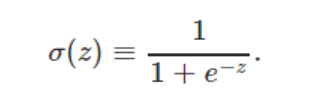 σ(z) ≡ 1 / (1 + e^{−z}).